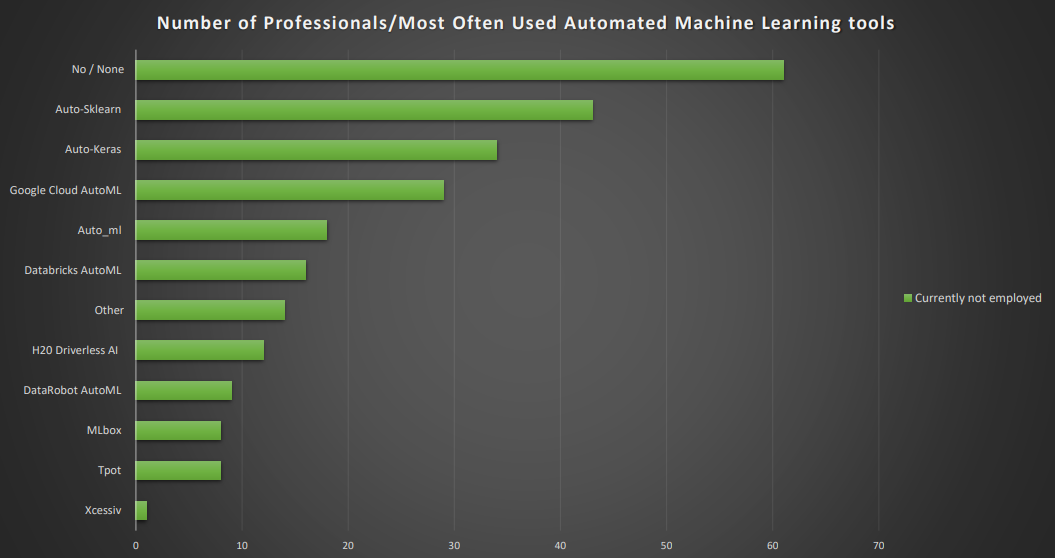 Number of Professionals/Most Often Used Automated Machine Learning tools
No / None
Auto-Sklearn
Auto-Keras
Google Cloud AutoML
Auto_ml
Databricks AutoML
Other
H20 Driverless AI
DataRobot AutoML
MLbox
Tpot
Xcessiv
0 10 20 30 40 50 60 70
Currently not employed